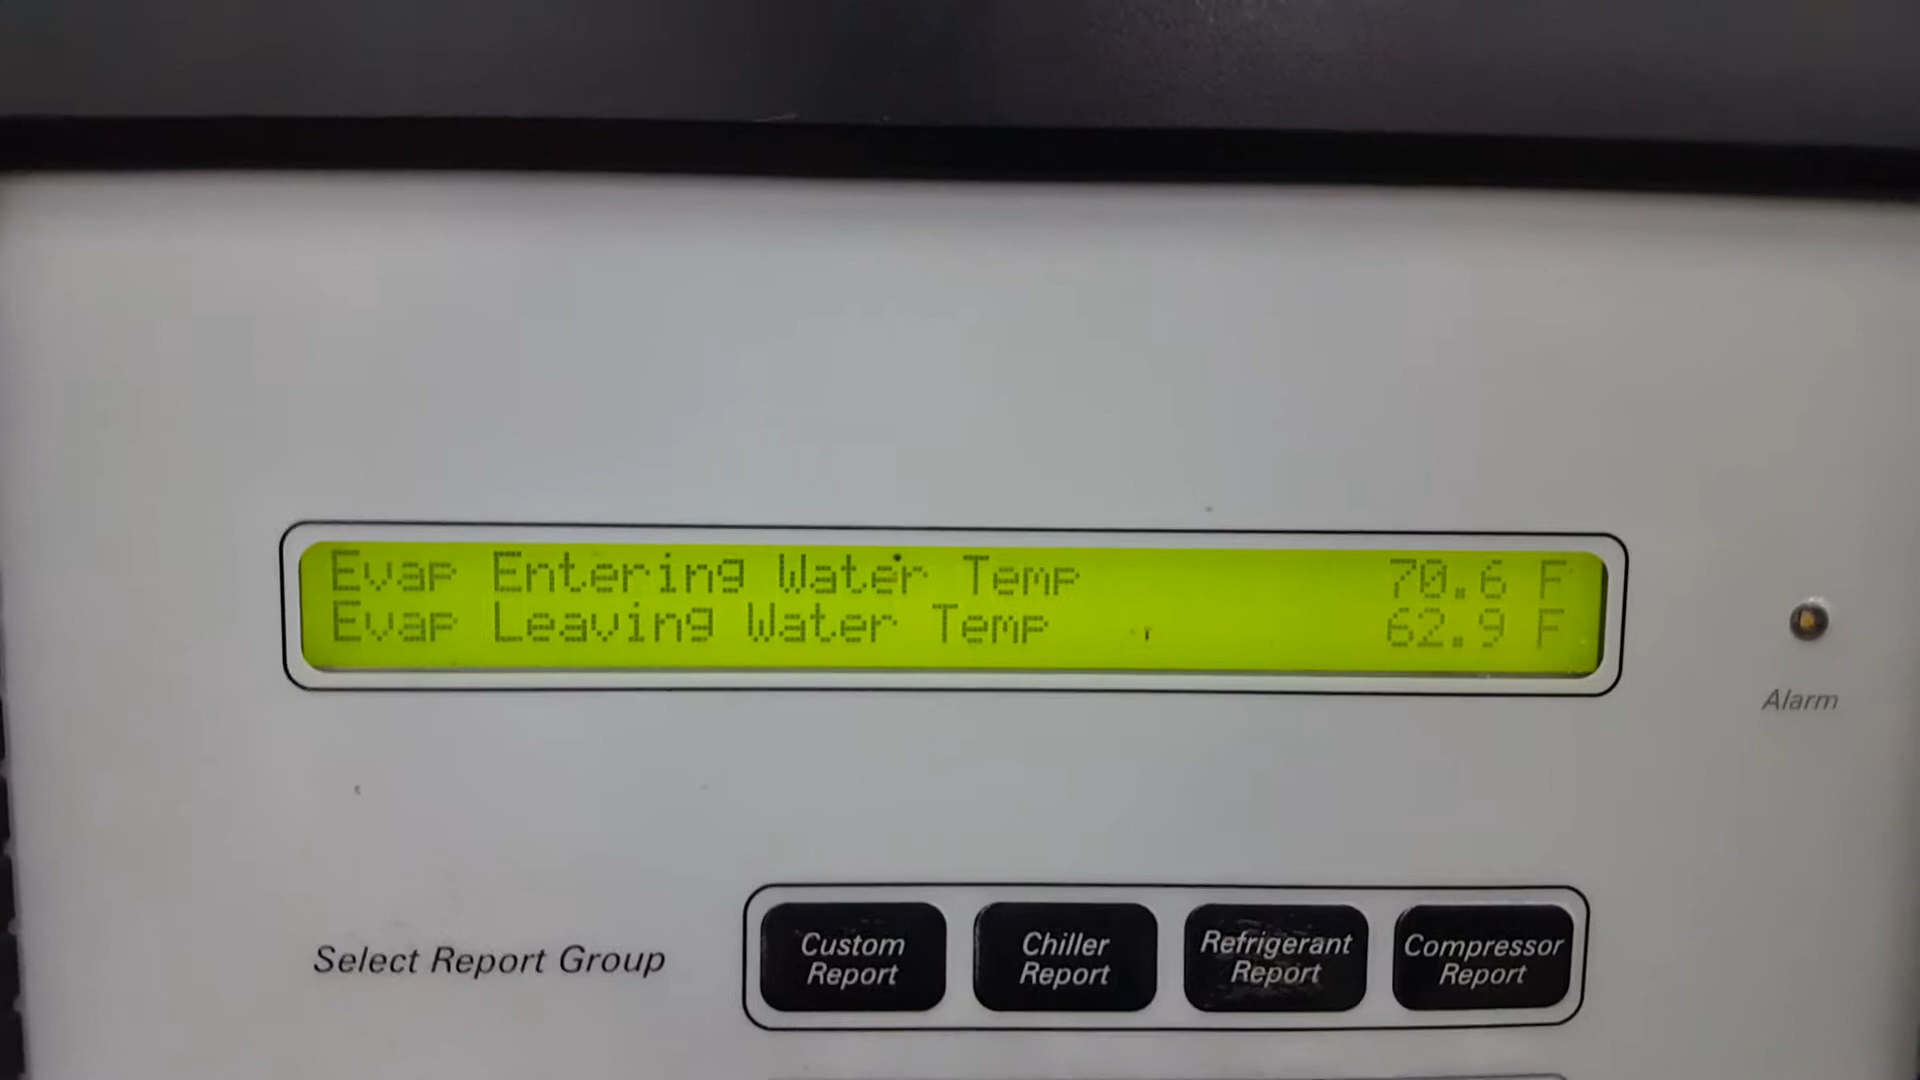 Evap Entering Water Temp 70.6 F
Evap Leaving Water Temp 62.9 F
Alarm
Select Report Group
Custom Report
Chiller Report
Refrigerant Report
Compressor Report